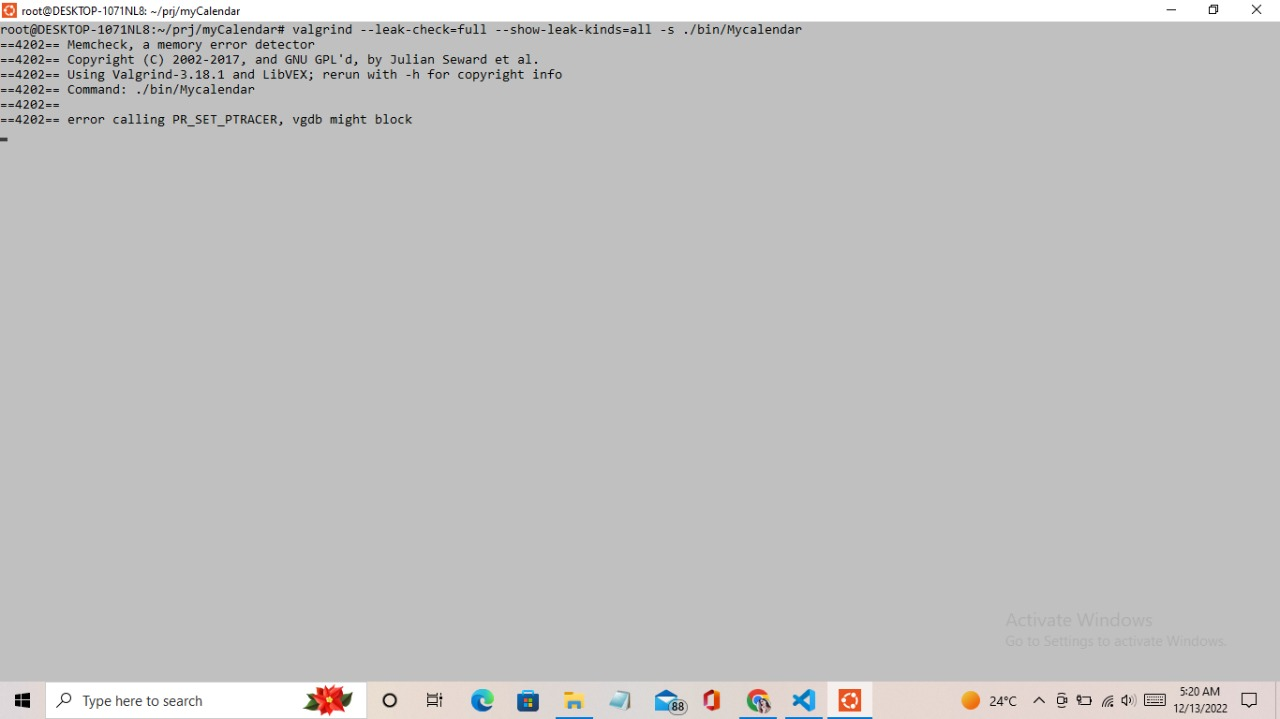 root@DESKTOP-1071NL8: ~/prj/myCalendar
root@DESKTOP-1071NL8:~/prj/myCalendar# valgrind --leak-check=full --show-leak-kinds=all -s ./bin/Mycalendar
==4202== Memcheck, a memory error detector
==4202== Copyright (C) 2002-2017, and GNU GPL'd, by Julian Seward et al.
==4202== Using Valgrind-3.18.1 and LibVEX; rerun with -h for copyright info
==4202== Command: ./bin/Mycalendar
==4202==
==4202== error calling PR_SET_PTRACER, vgdb might block
Activate Windows
Go to Settings to activate Windows.
Type here to search
88
24°C
5:20 AM
12/13/2022